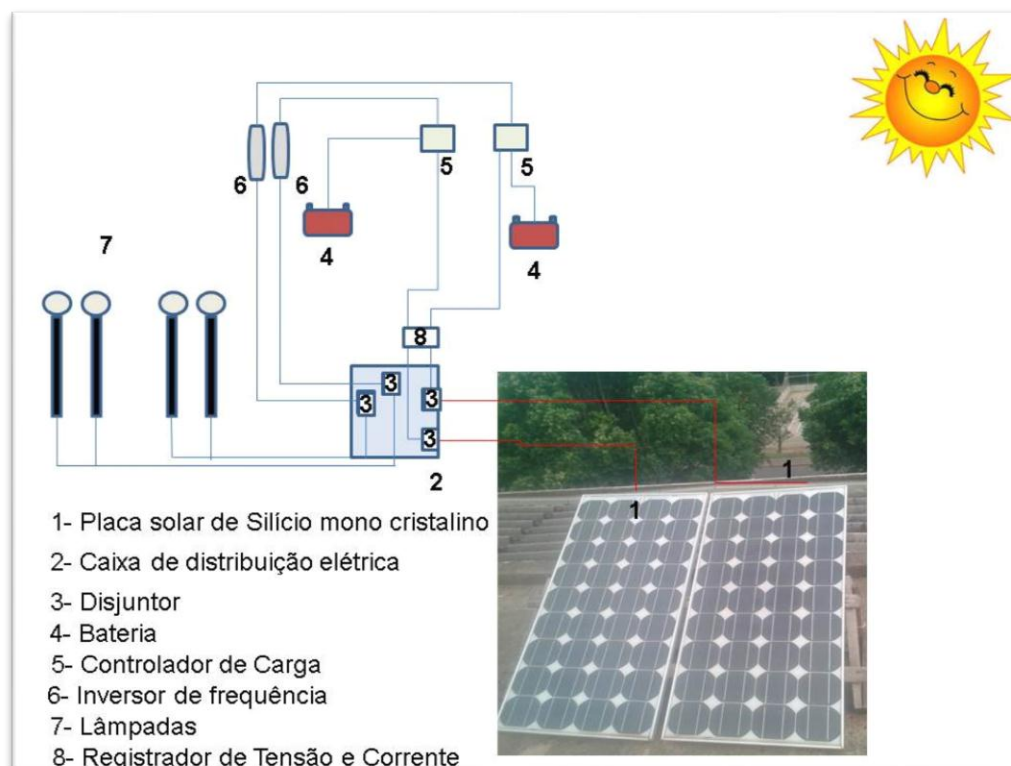 5
5
6
6
4
4
7
8
3
3
3
3
2
1
1
1- Placa solar de Silício mono cristalino
2- Caixa de distribuição elétrica
3- Disjuntor
4- Bateria
5- Controlador de Carga
6- Inversor de frequência
7- Lâmpadas
8- Registrador de Tensão e Corrente